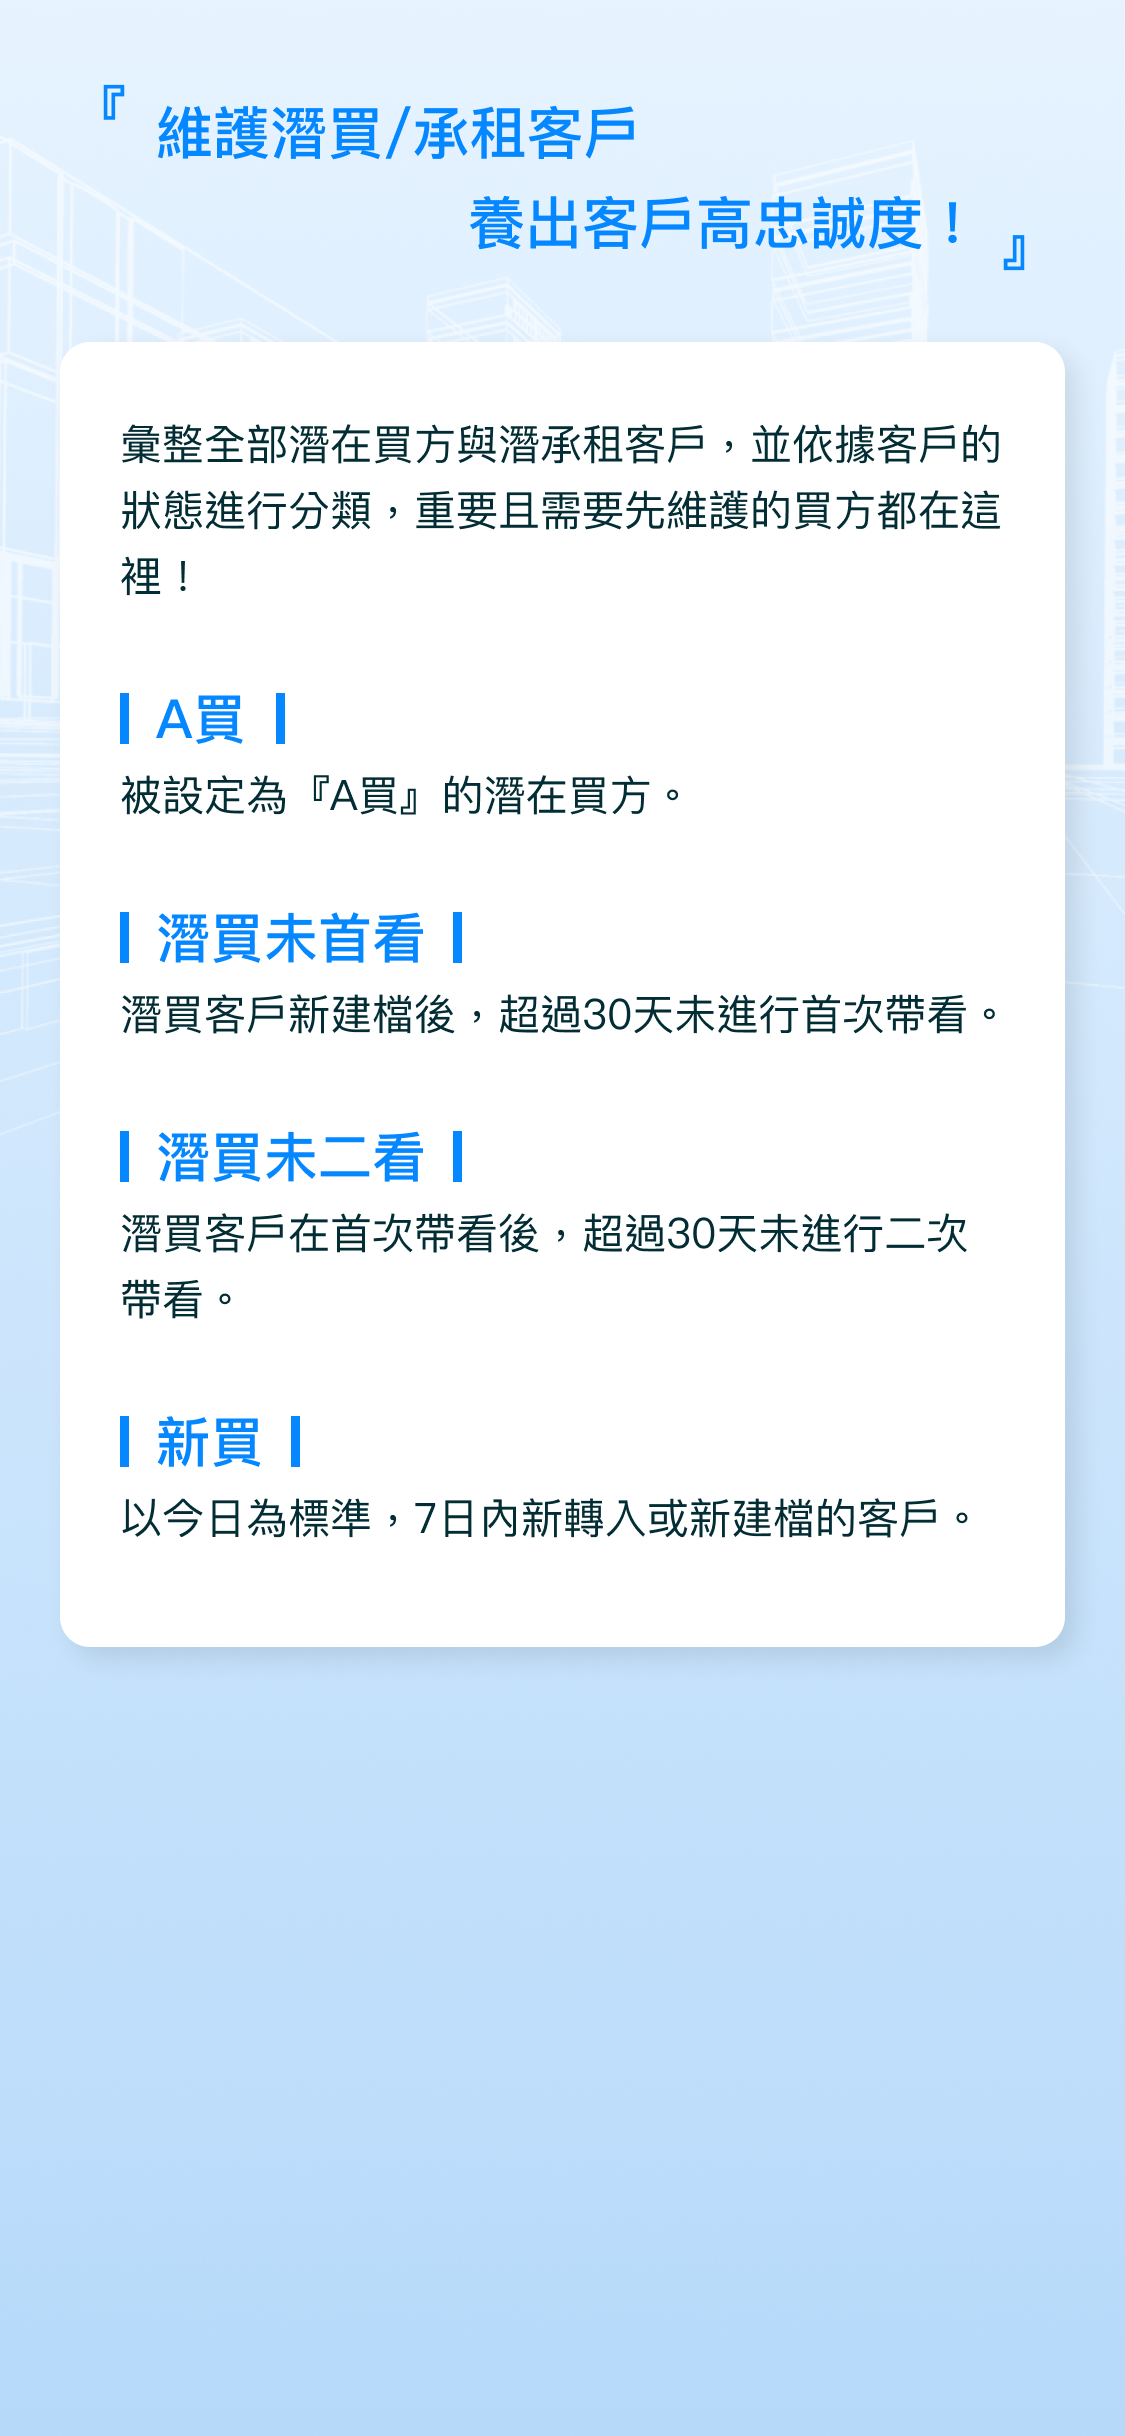 『 維護潛買/承租客戶
養出客戶高忠誠度！ 』
彙整全部潛在買方與潛承租客戶，並依據客戶的
狀態進行分類，重要且需要先維護的買方都在這
裡！
A買
被設定為『A買』的潛在買方。
潛買未首看
潛買客戶新建檔後，超過30天未進行首次帶看。
潛買未二看
潛買客戶在首次帶看後，超過30天未進行二次
帶看。
新買
以今日為標準，7日內新轉入或新建檔的客戶。